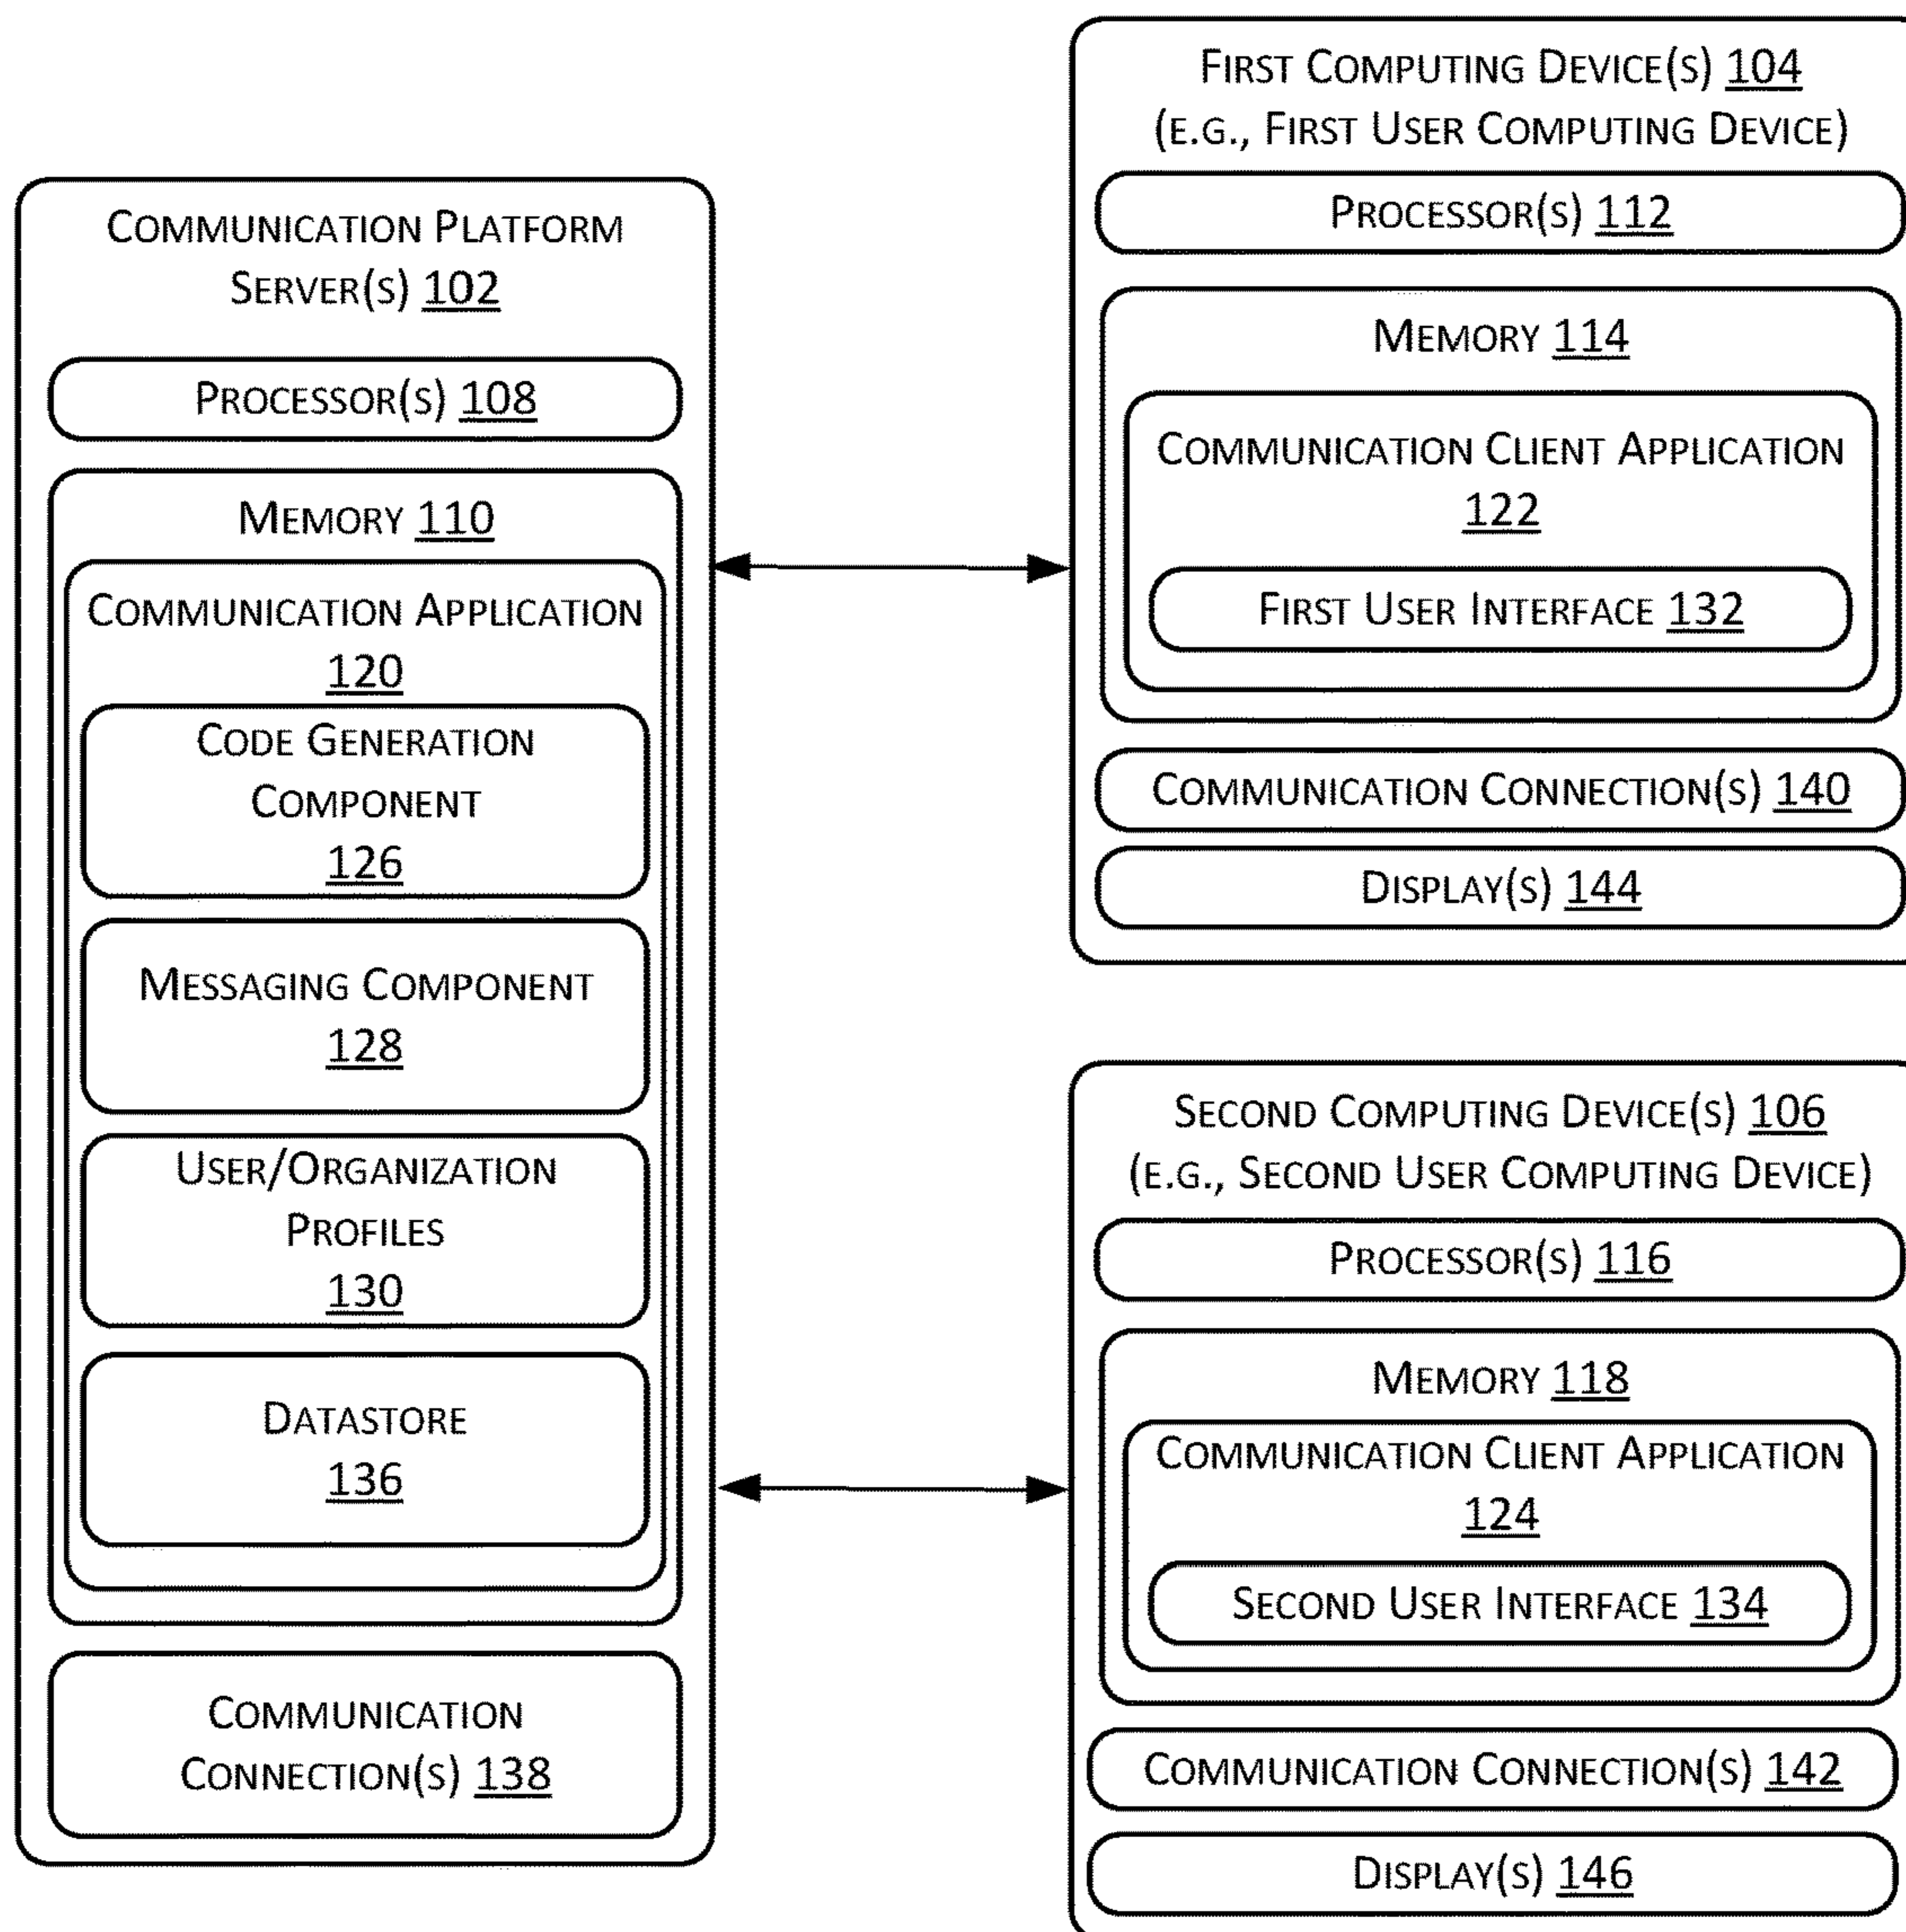 COMMUNICATION PLATFORM
SERVER(S) 102
PROCESSOR(S) 108
MEMORY 110
COMMUNICATION APPLICATION
120
CODE GENERATION
COMPONENT
126
MESSAGING COMPONENT
128
USER/ORGANIZATION
PROFILES
130
DATASTORE
136
COMMUNICATION
CONNECTION(S) 138
FIRST COMPUTING DEVICE(S) 104
(E.G., FIRST USER COMPUTING DEVICE)
PROCESSOR(S) 112
MEMORY 114
COMMUNICATION CLIENT APPLICATION
122
FIRST USER INTERFACE 132
COMMUNICATION CONNECTION(S) 140
DISPLAY(S) 144
SECOND COMPUTING DEVICE(S) 106
(E.G., SECOND USER COMPUTING DEVICE)
PROCESSOR(S) 116
MEMORY 118
COMMUNICATION CLIENT APPLICATION
124
SECOND USER INTERFACE 134
COMMUNICATION CONNECTION(S) 142
DISPLAY(S) 146